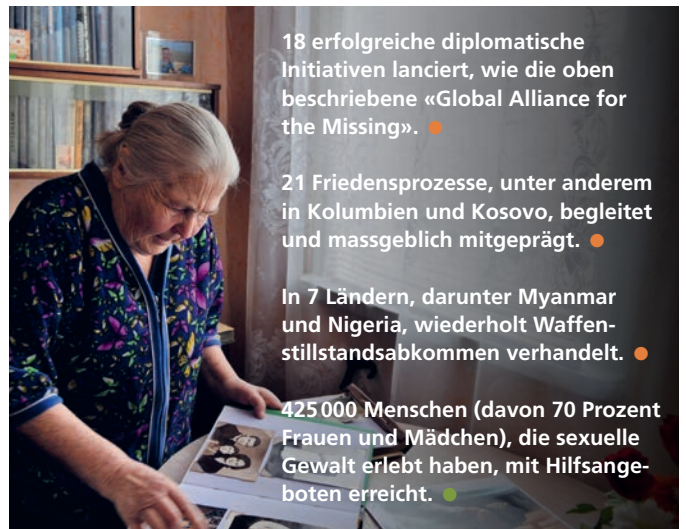 18 erfolgreiche diplomatische
Initiativen lanciert, wie die oben
beschriebene «Global Alliance for
the Missing».
21 Friedensprozesse, unter anderem
in Kolumbien und Kosovo, begleitet
und massgeblich mitgeprägt.
In 7 Ländern, darunter Myanmar
und Nigeria, wiederholt Waffen-
stillstandsabkommen verhandelt.
425000 Menschen (davon 70 Prozent
Frauen und Mädchen), die sexuelle
Gewalt erlebt haben, mit Hilfsange-
boten erreicht.